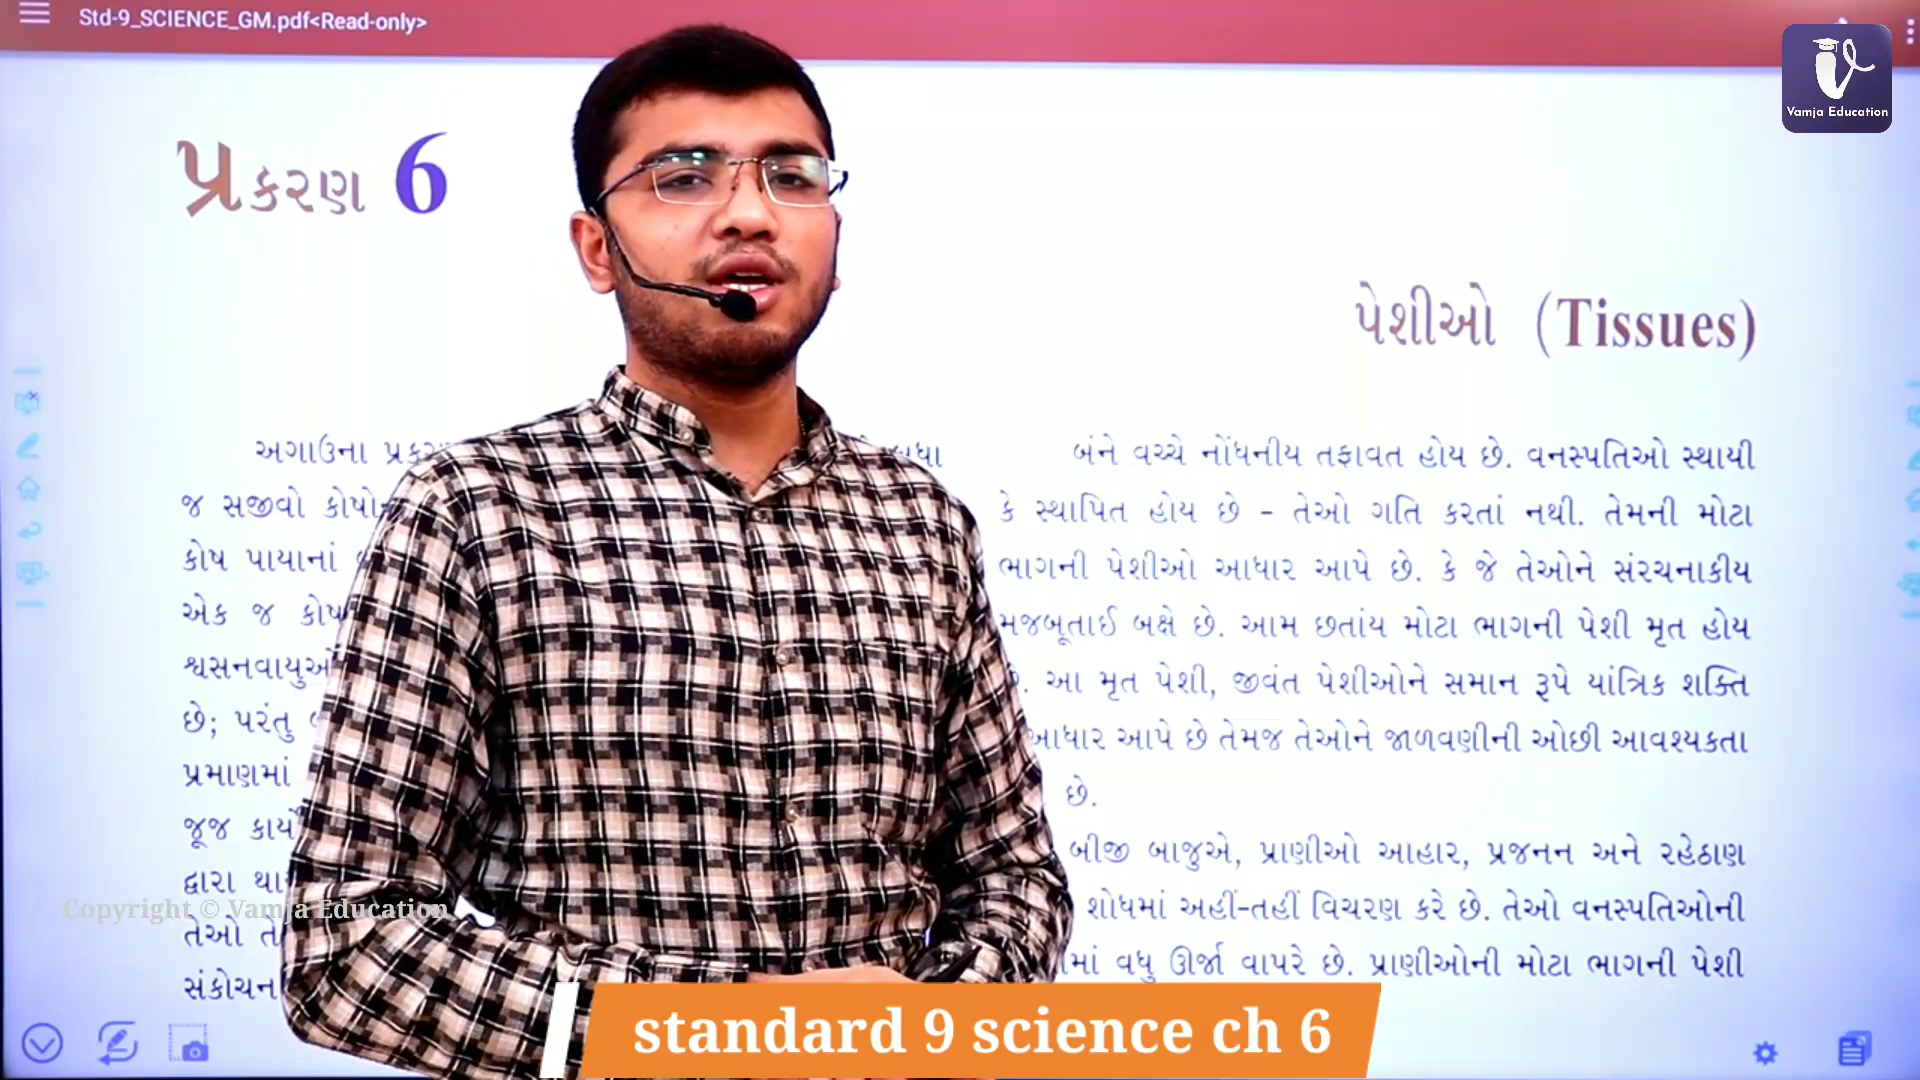 Std-9_SCIENCE_GM.pdf<Read-only>
Vamja Education
પ્રકરણ 6
પેશીઓ (Tissues)
અગાઉના
જ સજીવો
કોષ પાયાનાં
એક જ કોષ
છે; પરંતુ
પ્રમાણમાં
જૂજ
દ્વારા
તેઓ
બંને વચ્ચે નોંધનીય તફાવત હોય છે. વનસ્પતિઓ સ્થાયી
કે સ્થાપિત હોય છે - તેઓ ગતિ કરતાં નથી. તેમની મોટા
ભાગની પેશીઓ આધાર આપે છે. કે જે તેઓને સંરચનાકીય
મજબૂતાઈ બક્ષે છે. આમ છતાંય મોટા ભાગની પેશી મૃત હોય
છે. આ મૃત પેશી, જીવંત પેશીઓને સમાન રૂપે યાંત્રિક શક્તિ
આધાર આપે છે તેમજ તેઓને જાળવણીની ઓછી આવશ્યકતા
છે.
બીજી બાજુએ, પ્રાણીઓ આહાર, પ્રજનન અને રહેઠાણ
શોધમાં અહીં-તહીં વિચરણ કરે છે. તેઓ વનસ્પતિઓની
વધુ ઊર્જા વાપરે છે. પ્રાણીઓની મોટા ભાગની પેશી
Copyright © Vamja Education
standard 9 science ch 6